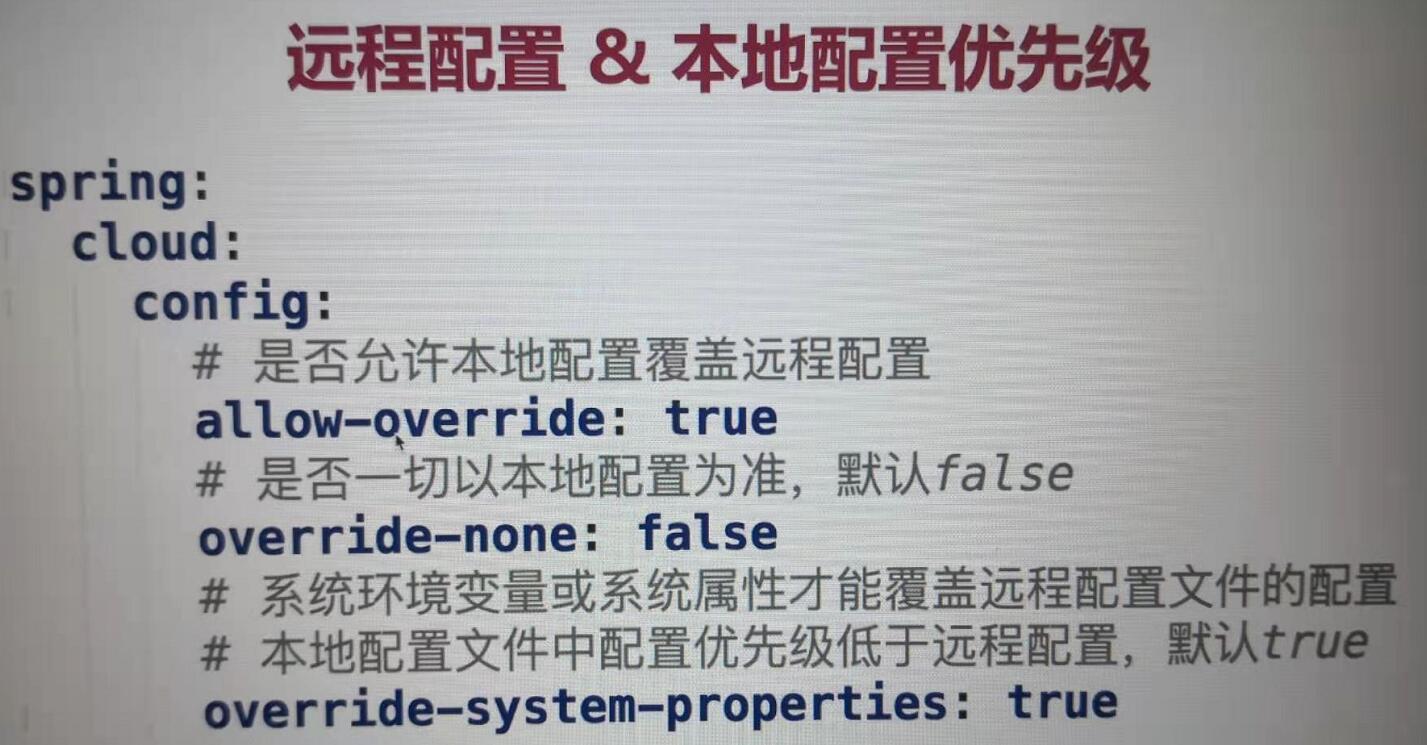 远程配置 & 本地配置优先级
spring:
  cloud:
    config:
      # 是否允许本地配置覆盖远程配置
      allow-override: true
      # 是否一切以本地配置为准，默认false
      override-none: false
      # 系统环境变量或系统属性才能覆盖远程配置文件的配置
      # 本地配置文件中配置优先级低于远程配置，默认true
      override-system-properties: true